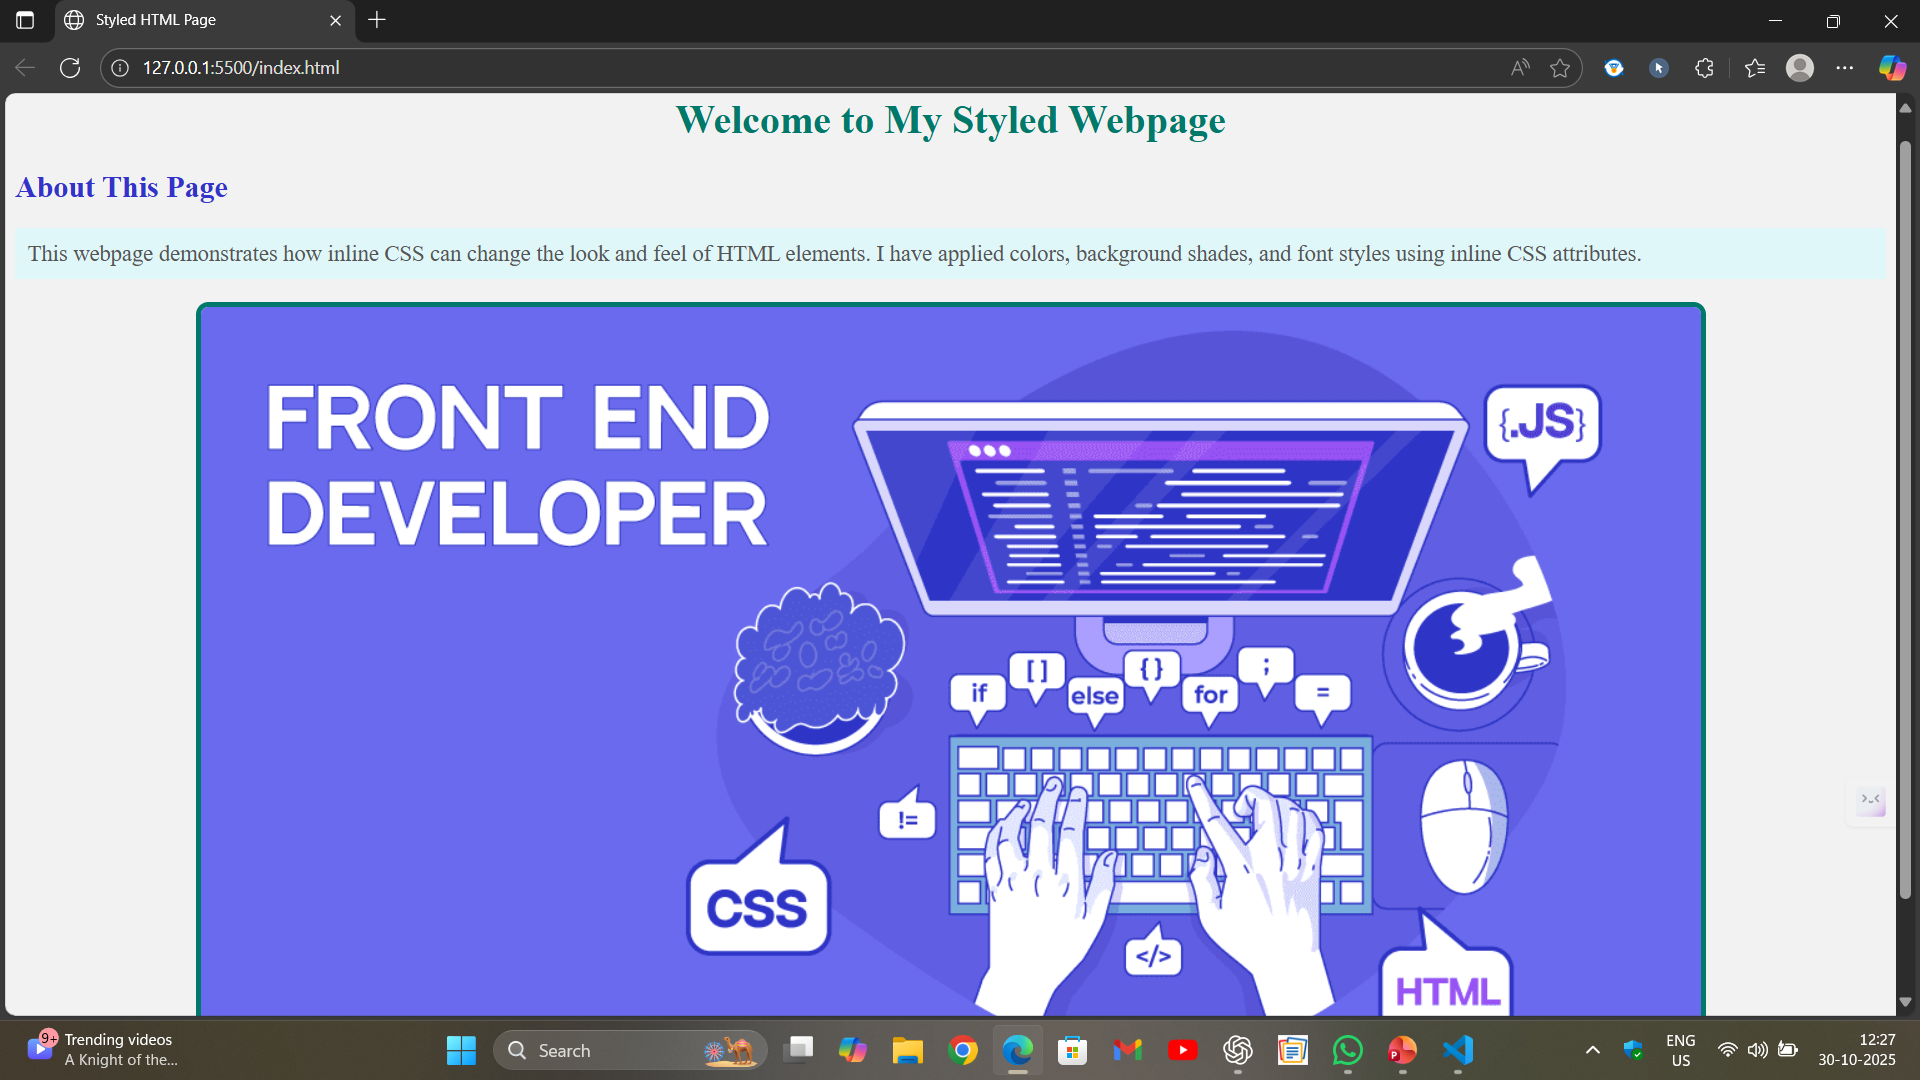 Styled HTML Page
127.0.0.1:5500/index.html
Welcome to My Styled Webpage
About This Page
This webpage demonstrates how inline CSS can change the look and feel of HTML elements. I have applied colors, background shades, and font styles using inline CSS attributes.
FRONT END
DEVELOPER
{.JS}
[ ]
{ }
;
if
else
for
=
!=
CSS
</>
HTML
>_<
9+
Trending videos
A Knight of the...
Search
P
ENG
US
12:27
30-10-2025